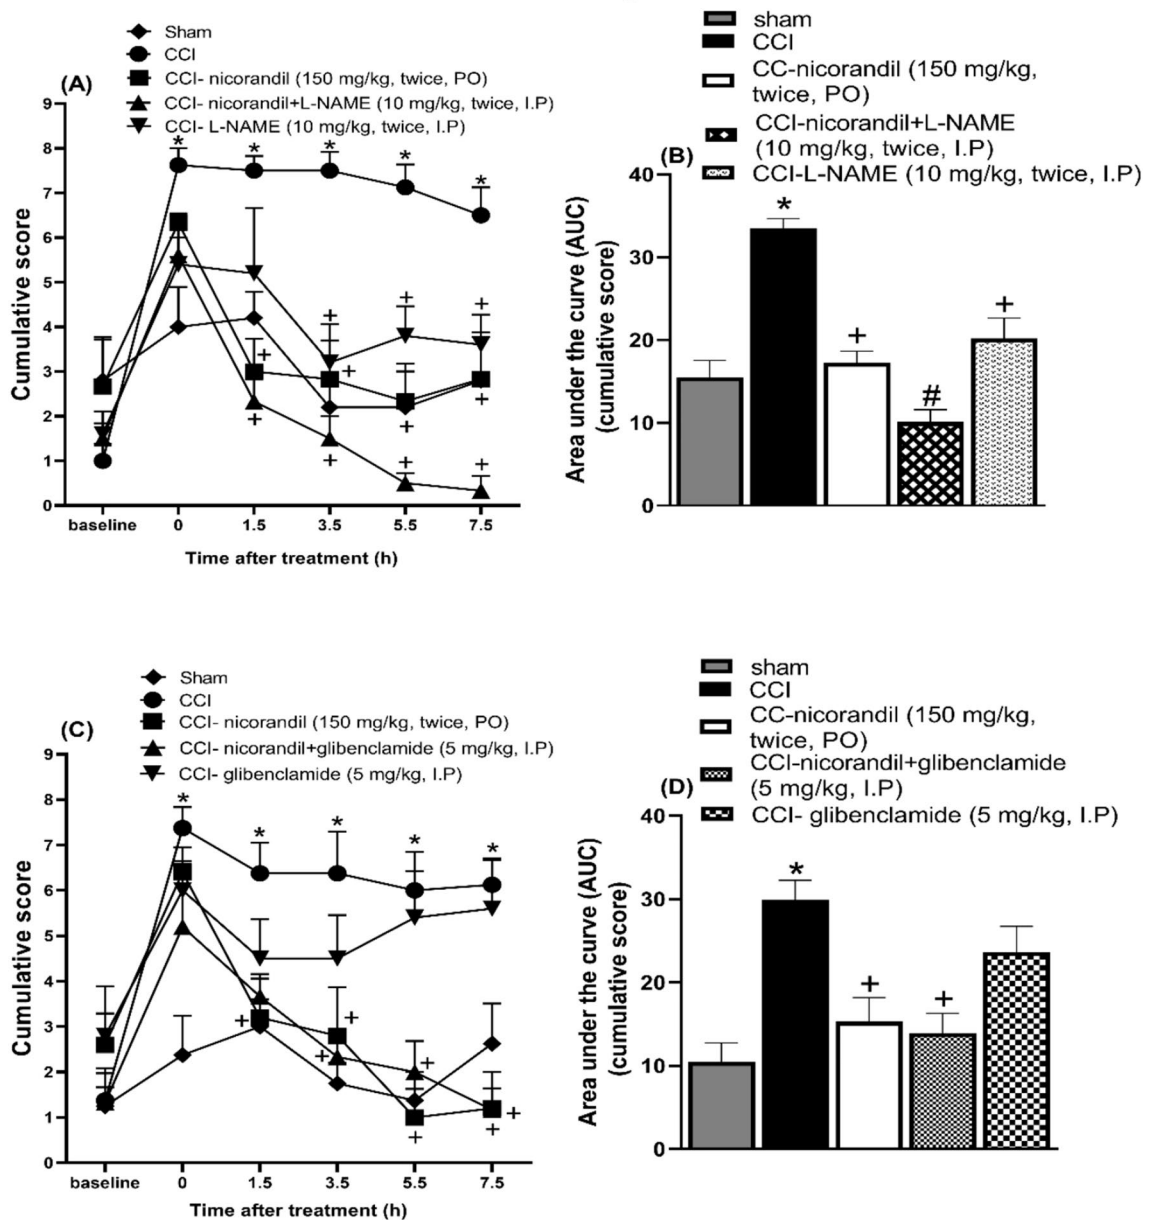 Sham
CCI
CCI- nicorandil (150 mg/kg, twice, PO)
CCI- nicorandil+L-NAME (10 mg/kg, twice, I.P)
CCI- L-NAME (10 mg/kg, twice, I.P)
(A)
Cumulative score
9
8
7
6
5
4
3
2
1
0
* * * * *
+ + +
+ +
+ + +
+ + + +
baseline 0 1.5 3.5 5.5 7.5
Time after treatment (h)
sham
CCI
CC-nicorandil (150 mg/kg,
twice, PO)
CCI-nicorandil+L-NAME
(10 mg/kg, twice, I.P)
CCI-L-NAME (10 mg/kg, twice, I.P)
(B)
Area under the curve (AUC)
(cumulative score)
40
30
20
10
0
* + # +
Sham
CCI
CCI- nicorandil (150 mg/kg, twice, PO)
CCI- nicorandil+glibenclamide (5 mg/kg, I.P)
CCI- glibenclamide (5 mg/kg, I.P)
(C)
Cumulative score
9
8
7
6
5
4
3
2
1
0
* * * * *
+ +
+ +
+ + +
baseline 0 1.5 3.5 5.5 7.5
Time after treatment (h)
sham
CCI
CC-nicorandil (150 mg/kg,
twice, PO)
CCI-nicorandil+glibenclamide
(5 mg/kg, I.P)
CCI- glibenclamide (5 mg/kg, I.P)
(D)
Area under the curve (AUC)
(cumulative score)
40
30
20
10
0
* + +